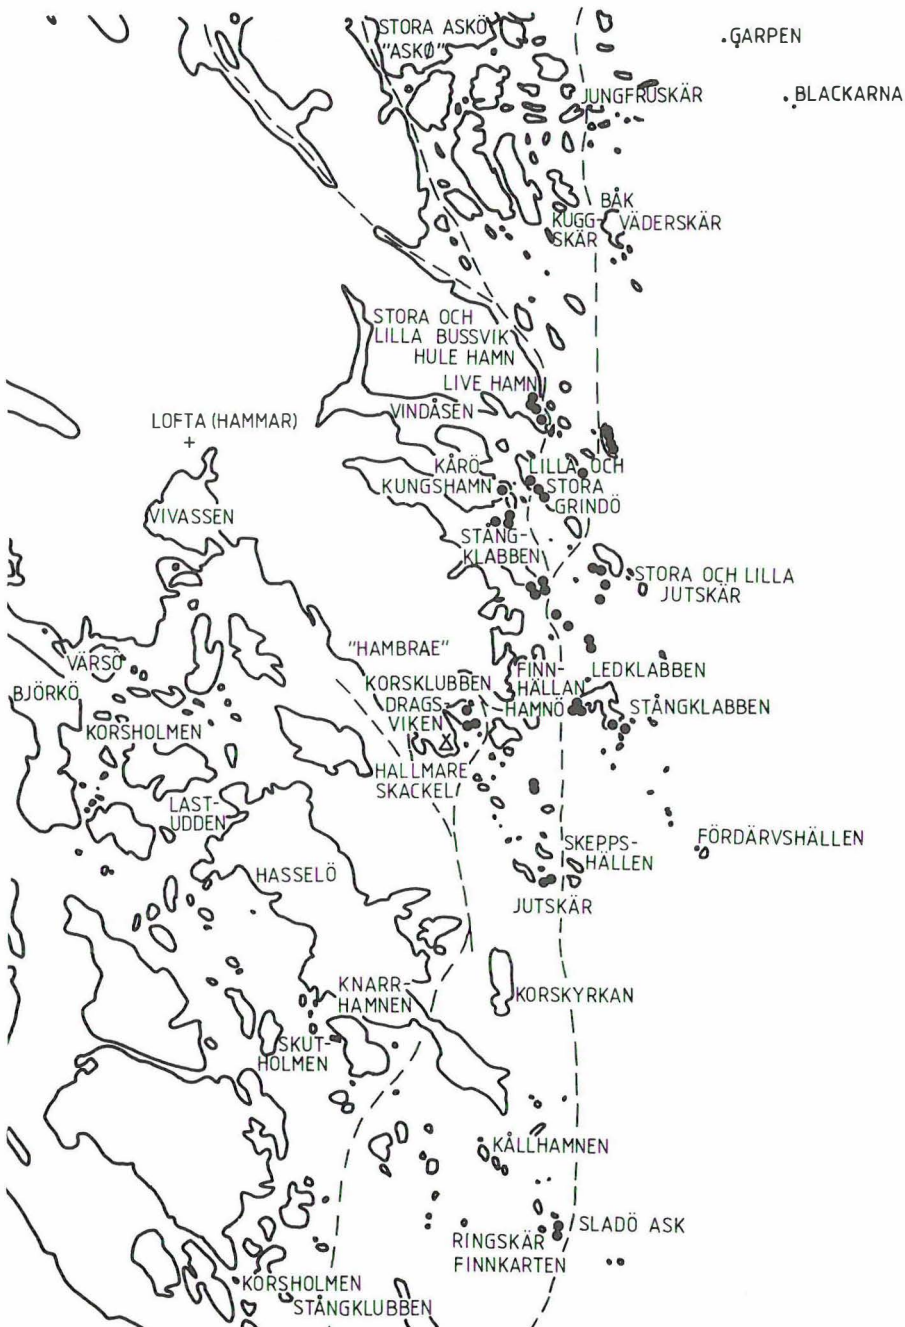 STORA ASKÖ
"ASKØ"
GARPEN
JUNGFRUSKÄR
BLACKARNA
BÅK
KUGG-
SKÄR
VÄDERSKÄR
STORA OCH
LILLA BUSSVIK
HULE HAMN
LIVE HAMN
VINDÅSEN
LOFTA (HAMMAR)
KÅRÖ
KUNGSHAMN
LILLA OCH
STORA
GRINDÖ
VIVASSEN
STÅNG-
KLABBEN
STORA OCH LILLA
JUTSKÄR
"HAMBRAE"
VÄRSÖ
BJÖRKÖ
KORSKLUBBEN
DRAGS-
VIKEN
FINN-
HÄLLAN
HAMNÖ
LEDKLABBEN
STÅNGKLABBEN
KORSHOLMEN
HALLMARE
SKACKEL
LAST-
UDDEN
SKEPPS-
HÄLLEN
FÖRDÄRVSHÄLLEN
HASSELÖ
JUTSKÄR
KNARR-
HAMNEN
KORSKYRKAN
SKUT-
HOLMEN
KÅLLHAMNEN
SLADÖ ASK
RINGSKÄR
FINNKARTEN
KORSHOLMEN
STÅNGKLUBBEN